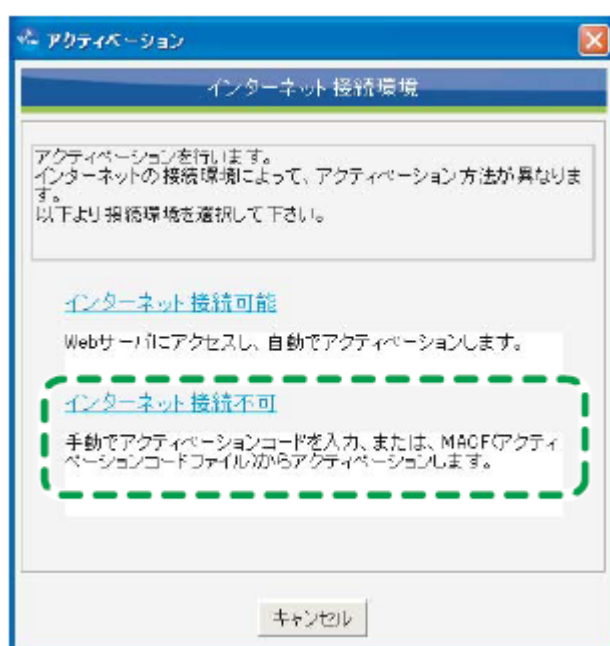 アクティベーション
インターネット接続環境
アクティベーションを行います。
インターネットの接続環境によって、アクティベーション方法が異なりま
す。
以下より接続環境を選択して下さい。
インターネット接続可能
Webサーバにアクセスし、自動でアクティベーションします。
インターネット接続不可
手動でアクティベーションコードを入力、または、MACF(アクティ
ベーションコードファイル)からアクティベーションします。
キャンセル